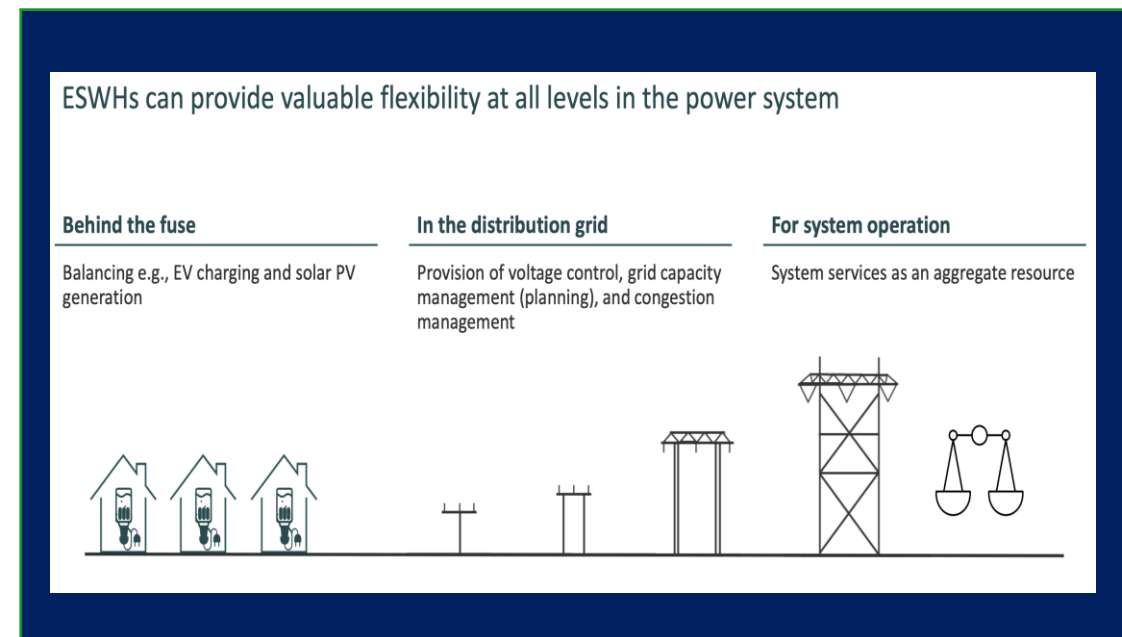 ESWHs can provide valuable flexibility at all levels in the power system
Behind the fuse
Balancing e.g., EV charging and solar PV
generation
In the distribution grid
Provision of voltage control, grid capacity
management (planning), and congestion
management
For system operation
System services as an aggregate resource